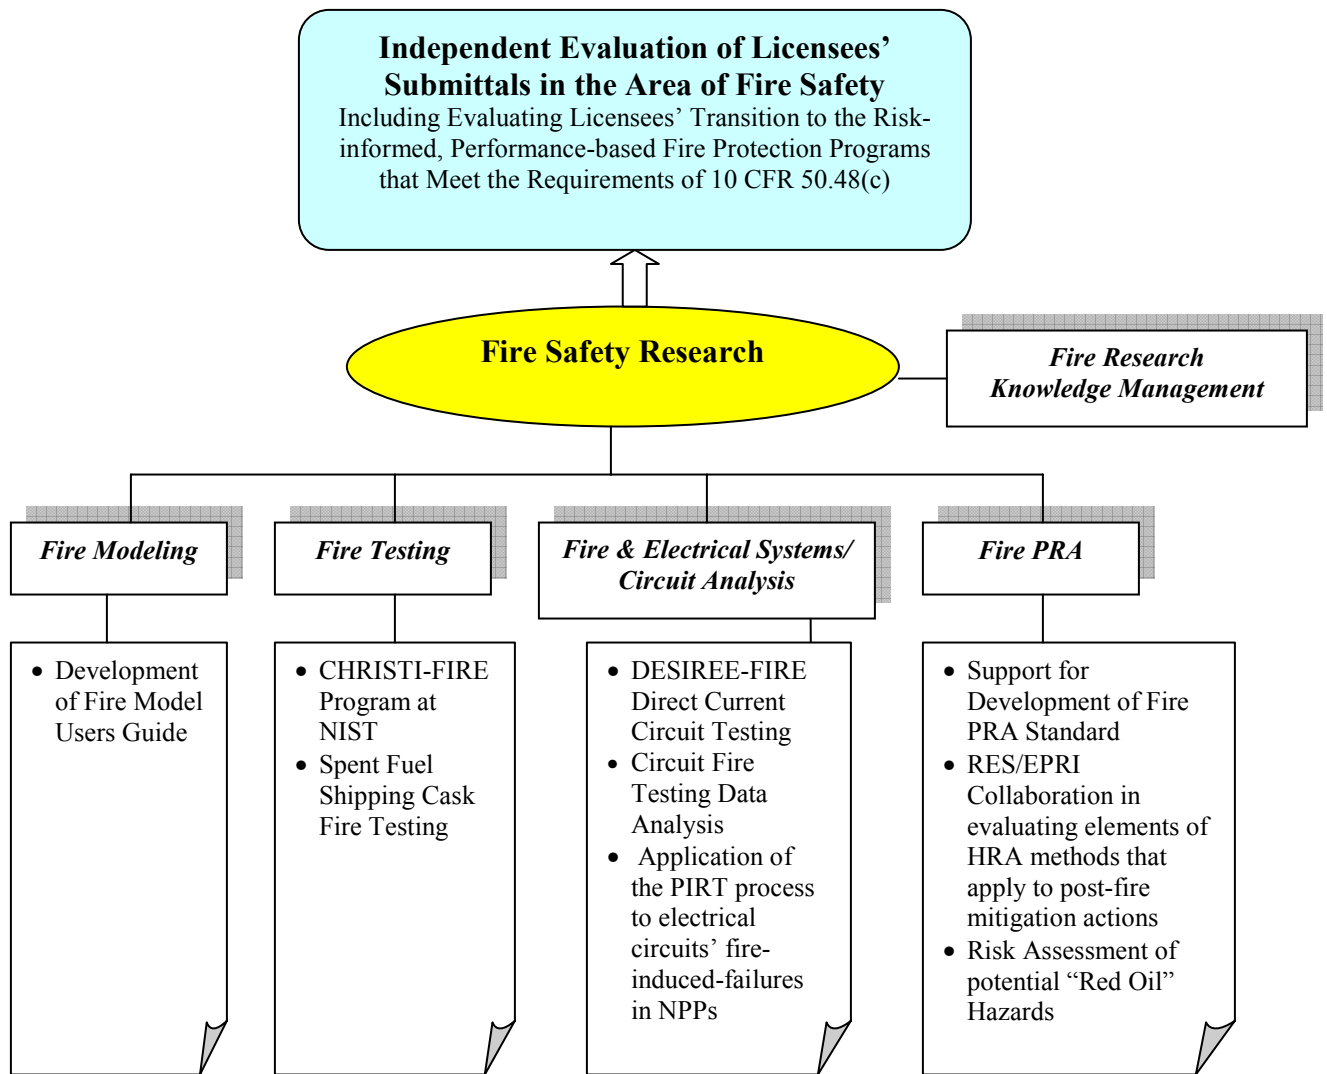 Independent Evaluation of Licensees’
Submittals in the Area of Fire Safety
Including Evaluating Licensees’ Transition to the Risk-
informed, Performance-based Fire Protection Programs
that Meet the Requirements of 10 CFR 50.48(c)
Fire Safety Research
Fire Research
Knowledge Management
Fire Modeling
Fire Testing
Fire & Electrical Systems/
Circuit Analysis
Fire PRA
• Development
of Fire Model
Users Guide
• CHRISTI-FIRE
Program at
NIST
• Spent Fuel
Shipping Cask
Fire Testing
• DESIREE-FIRE
Direct Current
Circuit Testing
• Circuit Fire
Testing Data
Analysis
• Application of
the PIRT process
to electrical
circuits’ fire-
induced-failures
in NPPs
• Support for
Development of Fire
PRA Standard
• RES/EPRI
Collaboration in
evaluating elements of
HRA methods that
apply to post-fire
mitigation actions
• Risk Assessment of
potential “Red Oil”
Hazards